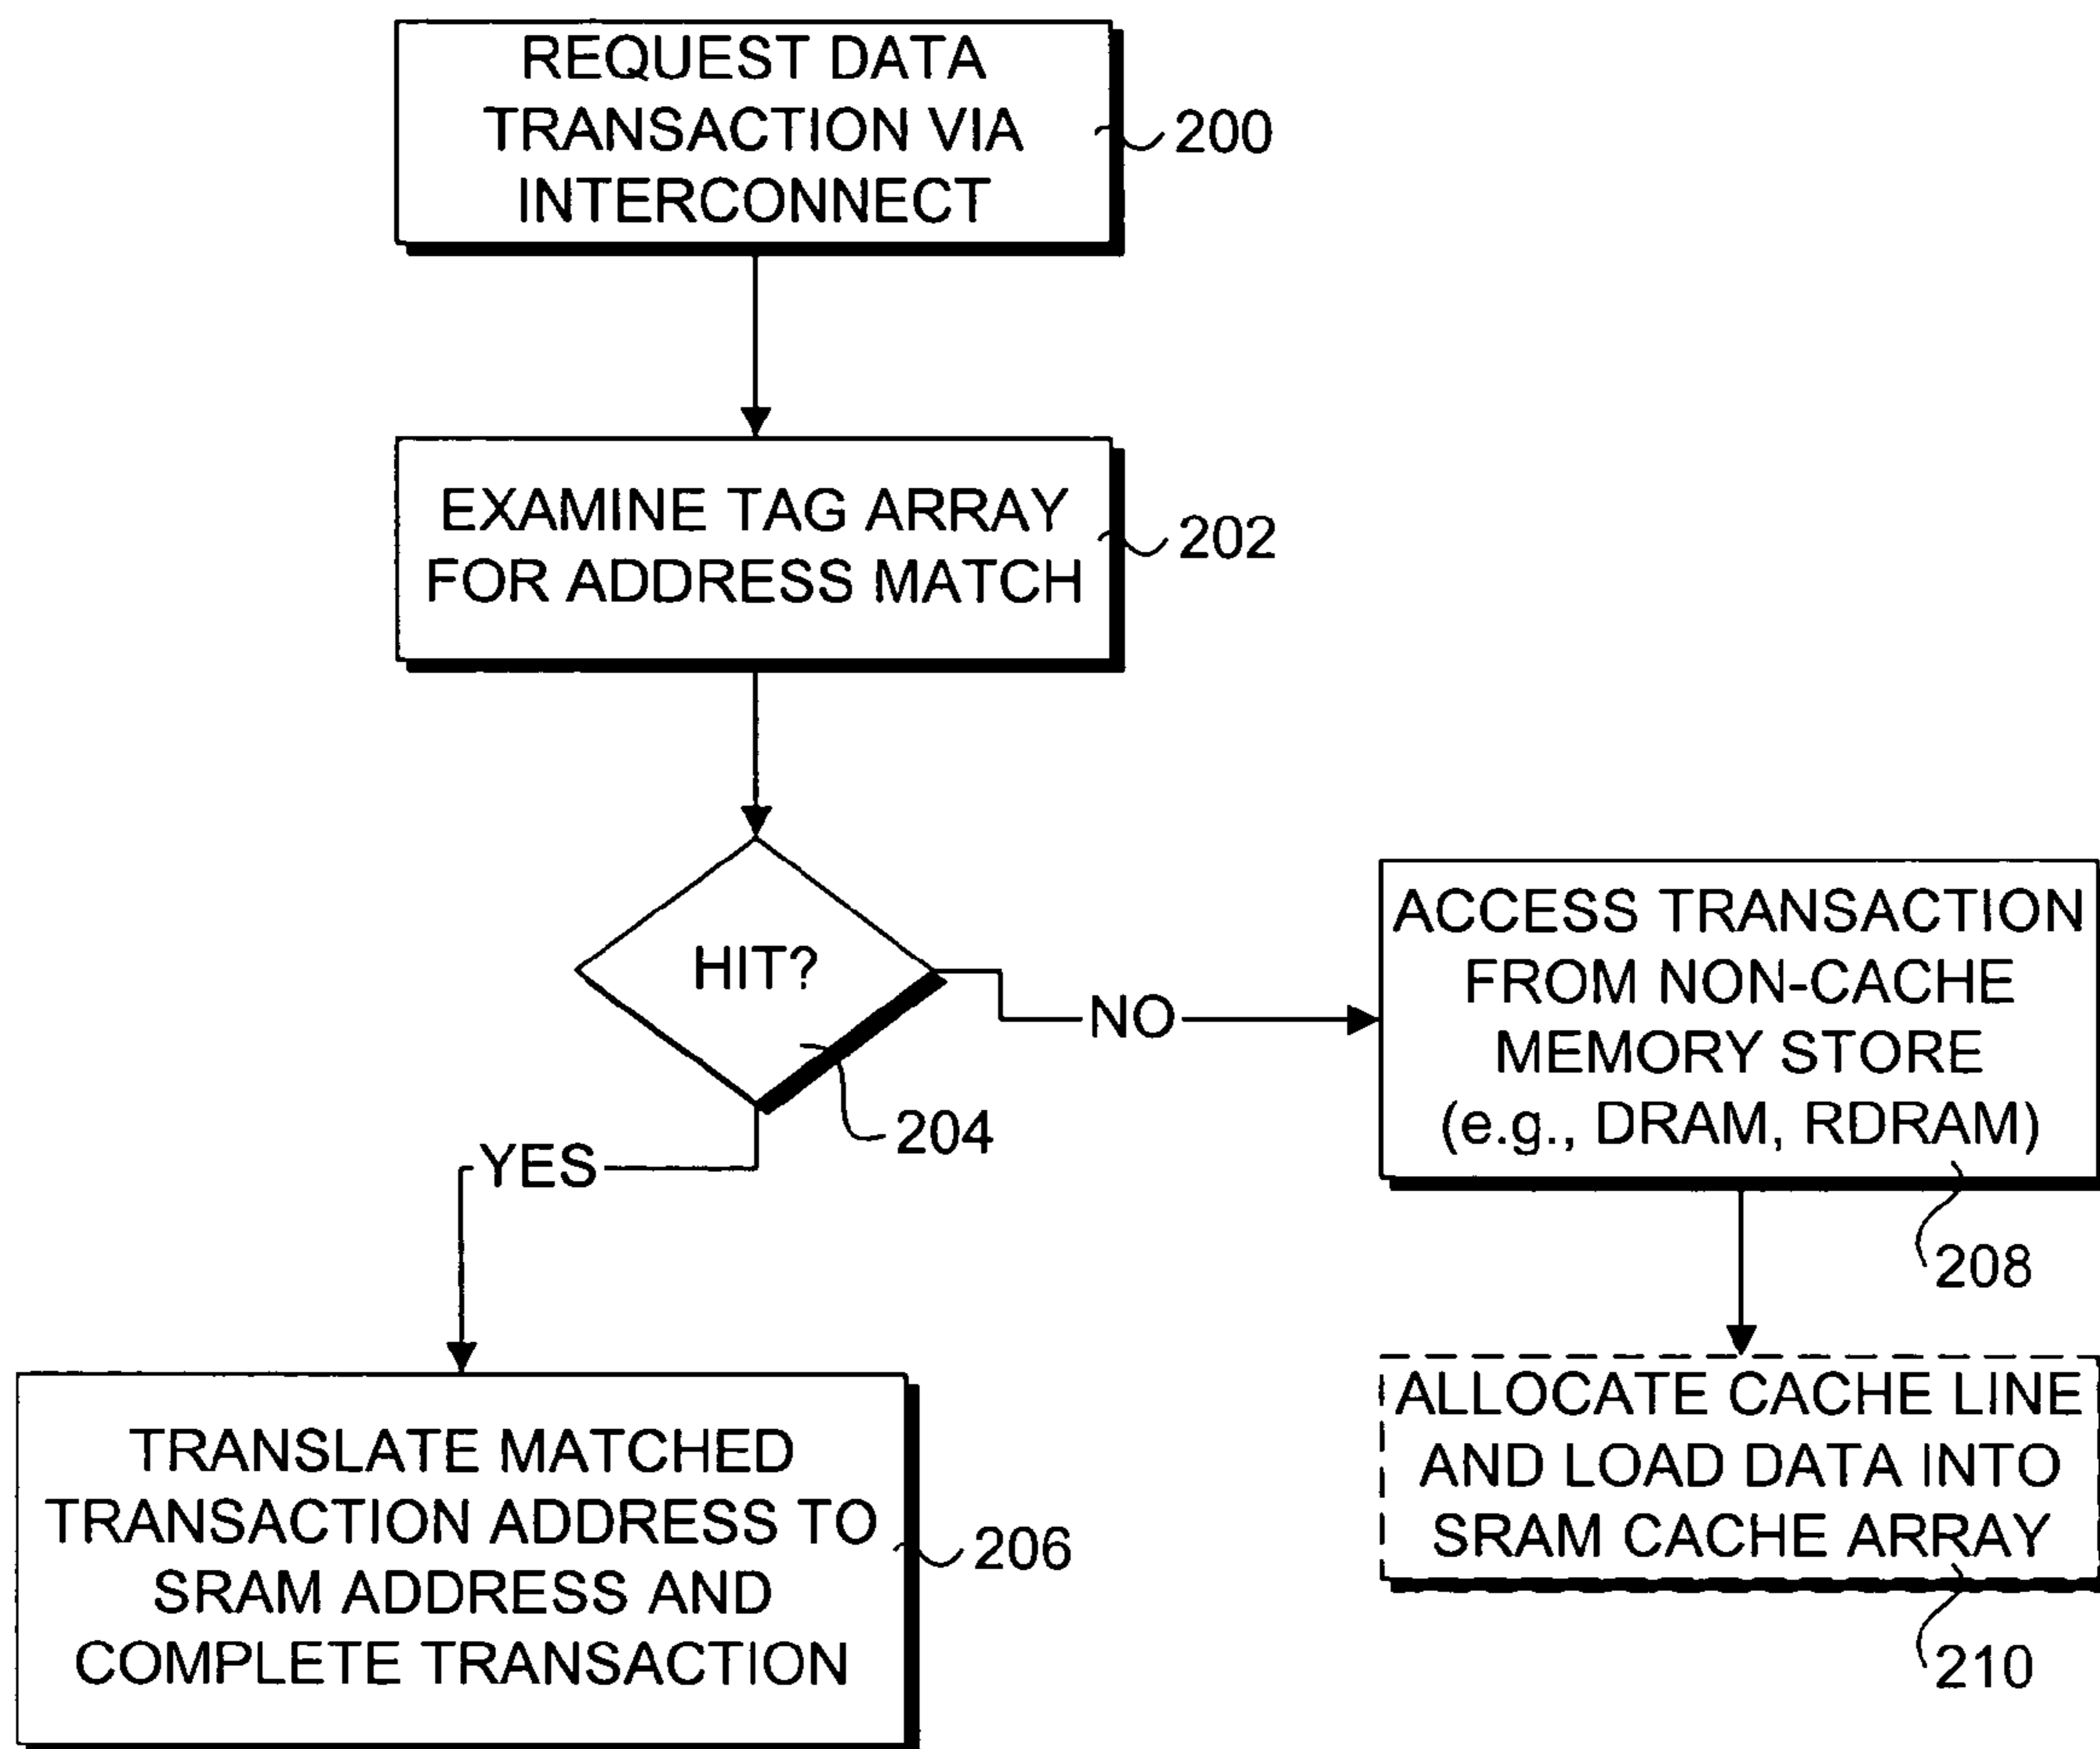 REQUEST DATA
TRANSACTION VIA
INTERCONNECT
200
EXAMINE TAG ARRAY
FOR ADDRESS MATCH
202
HIT?
204
NO
YES
ACCESS TRANSACTION
FROM NON-CACHE
MEMORY STORE
(e.g., DRAM, RDRAM)
208
TRANSLATE MATCHED
TRANSACTION ADDRESS TO
SRAM ADDRESS AND
COMPLETE TRANSACTION
206
ALLOCATE CACHE LINE
AND LOAD DATA INTO
SRAM CACHE ARRAY
210